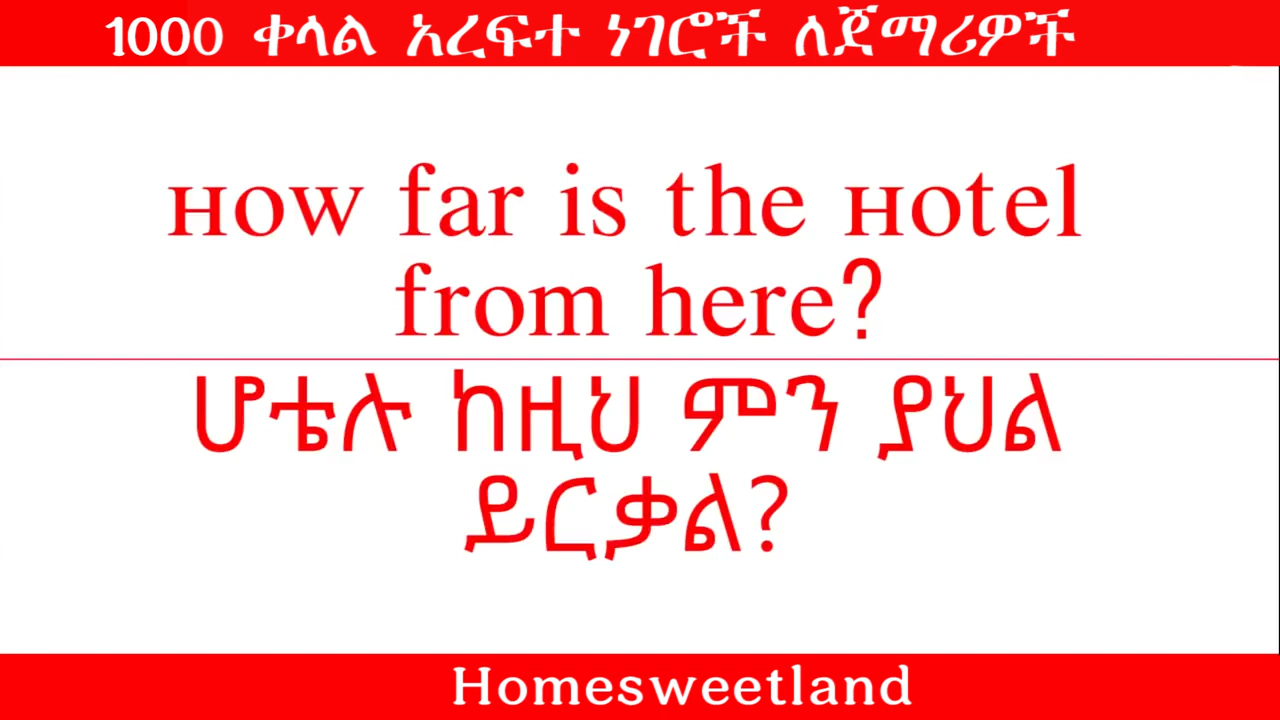 1000 ቀላል አረፍተ ነገሮች ለጀማሪዎች
How far is the Hotel
from here?
ሆቴሉ ከዚህ ምን ያህል
ይርቃል?
Homesweetland